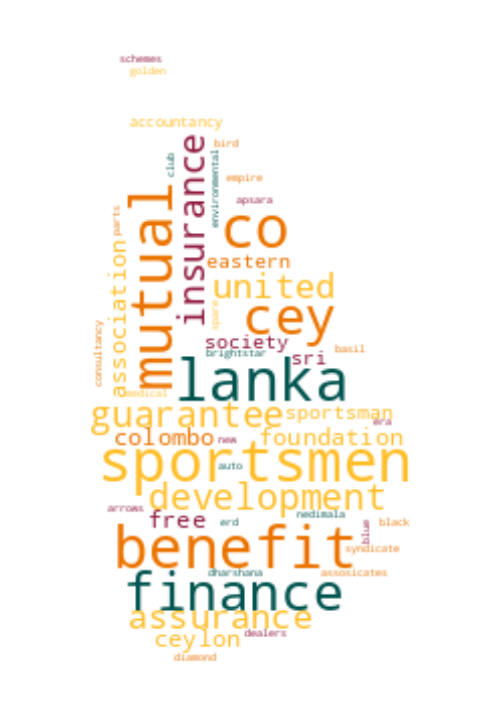 schemes
golden
accountancy
insurance
bird
club
environmental
empire
mutual
apsara
parts
co
association
eastern
united
spare
cey
consultancy
society
brightstar
sri
basil
lanka
medical
guarantee
sportsman
era
colombo
new
foundation
sportsmen
auto
development
arrows
free
erd
nedimala
black
blue
benefit
syndicate
dharshana
assosicates
finance
assurance
ceylon
dealers
diamond